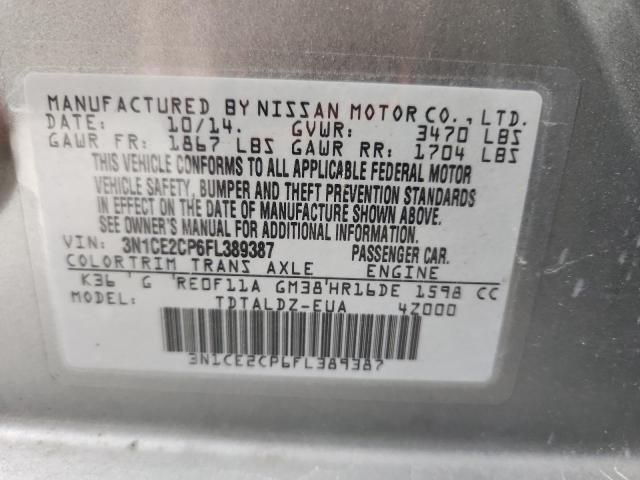 MANUFACTURED BY NISSAN MOTOR CO., LTD.
DATE: 10/14. GVWR: 3470 LBS
GAWR FR: 1867 LBS GAWR RR: 1704 LBS
THIS VEHICLE CONFORMS TO ALL APPLICABLE FEDERAL MOTOR
VEHICLE SAFETY, BUMPER AND THEFT PREVENTION STANDARDS
IN EFFECT ON THE DATE OF MANUFACTURE SHOWN ABOVE.
SEE OWNER'S MANUAL FOR ADDITIONAL INFORMATION.
VIN: 3N1CE2CP6FL389387 PASSENGER CAR.
COLOR TRIM TRANS AXLE ENGINE
K36 'G RE0F11A GM38'HR16DE 1598 CC
MODEL: TDTALDZ-EUA 4Z000
3N1CE2CP6FL389387